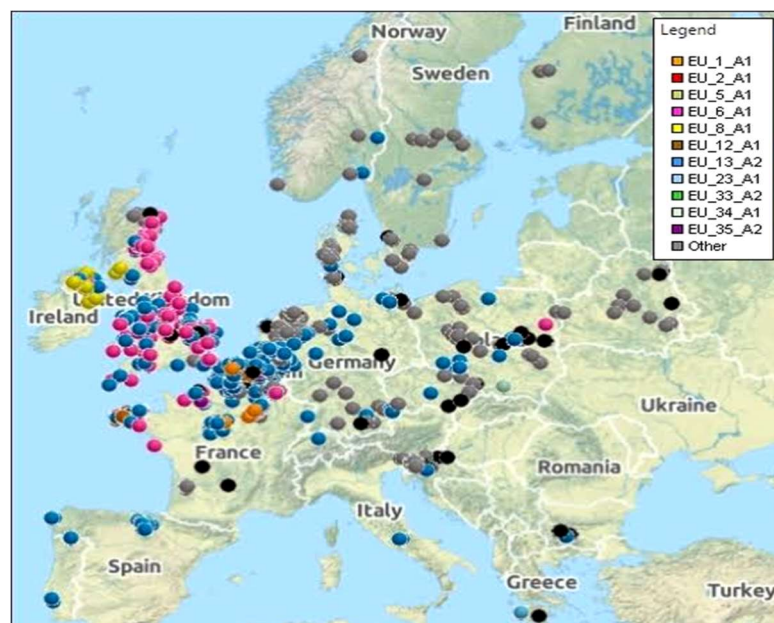 Norway
Finland
Sweden
Legend
EU_1_A1
EU_2_A1
EU_5_A1
EU_6_A1
EU_8_A1
EU_12_A1
EU_13_A2
EU_23_A1
EU_33_A2
EU_34_A1
EU_35_A2
Other
Kingdom
Ireland
Germany
Ukraine
France
Romania
Italy
Spain
Greece
Turkey